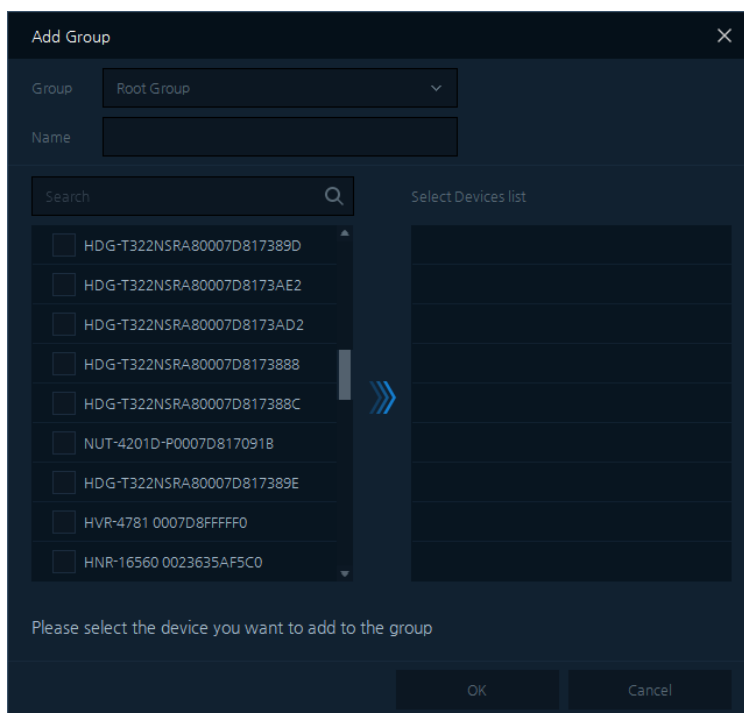 Add Group
Group Root Group
Name
Search
Select Devices list
HDG-T322NSRA80007D817389D
HDG-T322NSRA80007D8173AE2
HDG-T322NSRA80007D8173AD2
HDG-T322NSRA80007D8173888
HDG-T322NSRA80007D817388C
NUT-4201D-P0007D817091B
HDG-T322NSRA80007D817389E
HVR-4781 0007D8FFFFF0
HNR-16560 0023635AF5C0
Please select the device you want to add to the group
OK Cancel